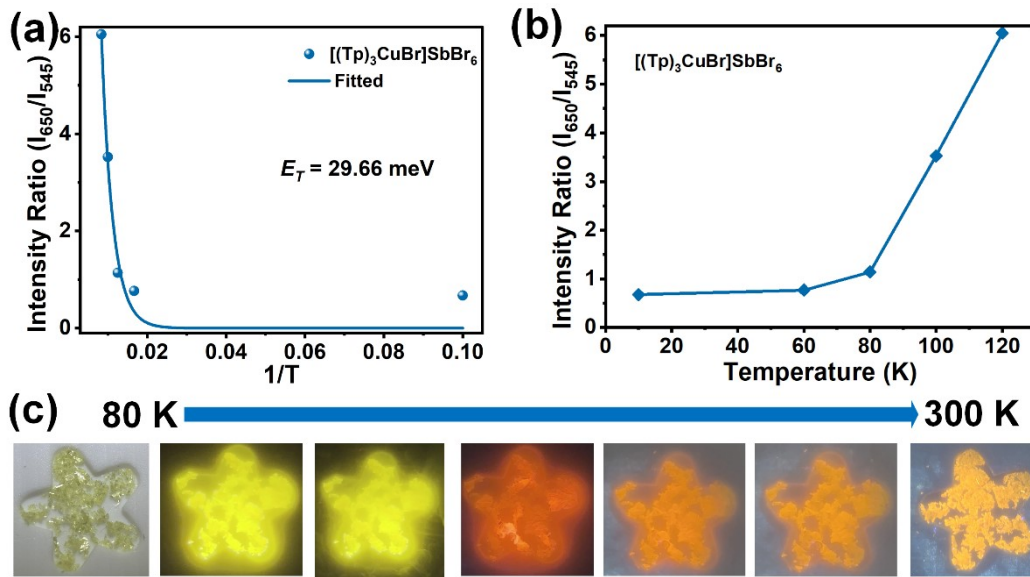 (a)
Intensity Ratio (I650/I545)
6
4
2
0
[(Tp)3CuBr]SbBr6
Fitted
ET = 29.66 meV
0.02 0.04 0.06 0.08 0.10
1/T
(b)
Intensity Ratio (I650/I545)
6
5
4
3
2
1
0
[(Tp)3CuBr]SbBr6
0 20 40 60 80 100 120
Temperature (K)
(c) 80 K 300 K